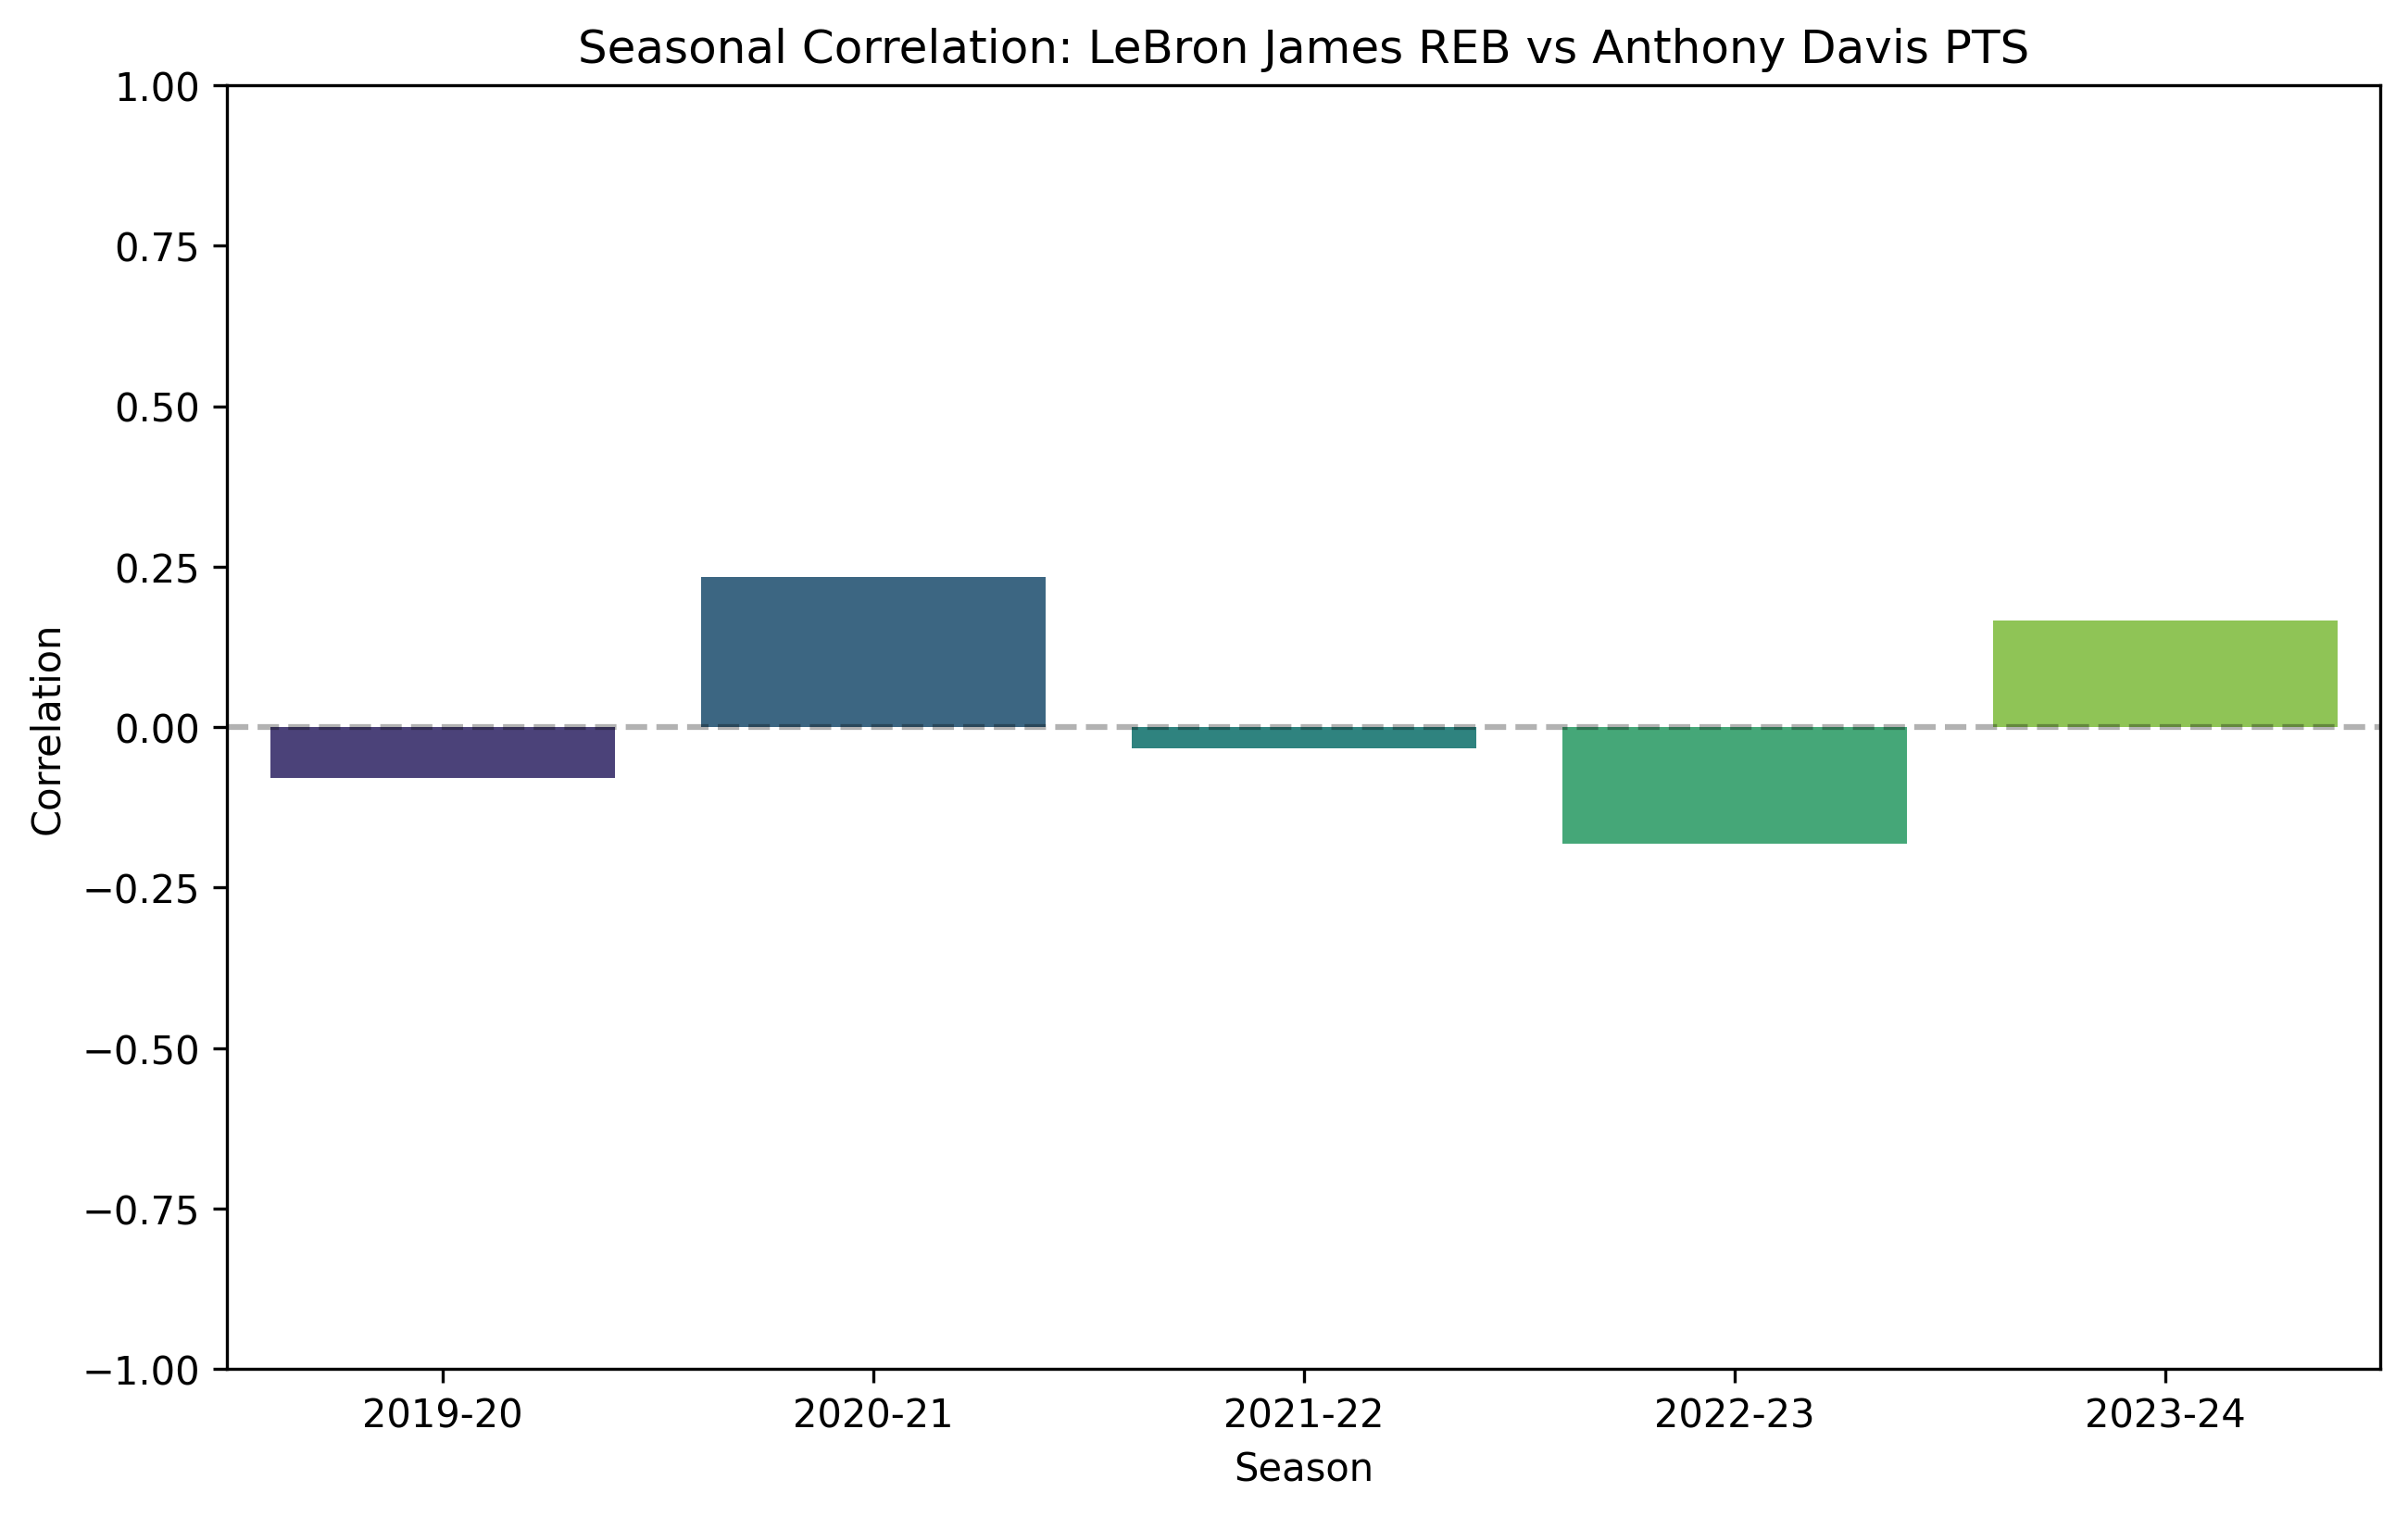 Seasonal Correlation: LeBron James REB vs Anthony Davis PTS
1.00
0.75
0.50
0.25
0.00
−0.25
−0.50
−0.75
−1.00
Correlation
2019-20 2020-21 2021-22 2022-23 2023-24
Season